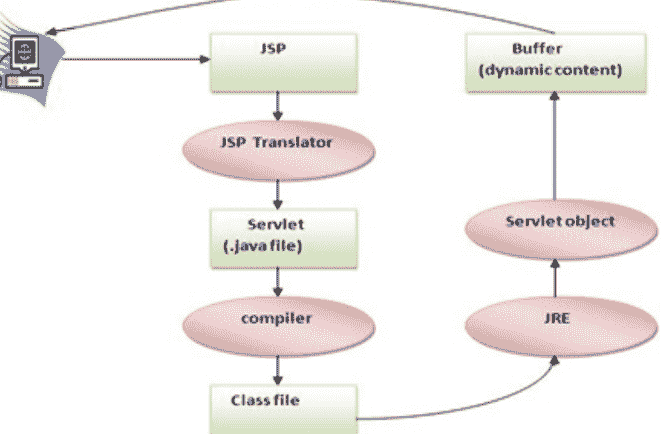 JSP
JSP Translator
Servlet
(.java file)
compiler
Class file
JRE
Servlet object
Buffer
(dynamic content)